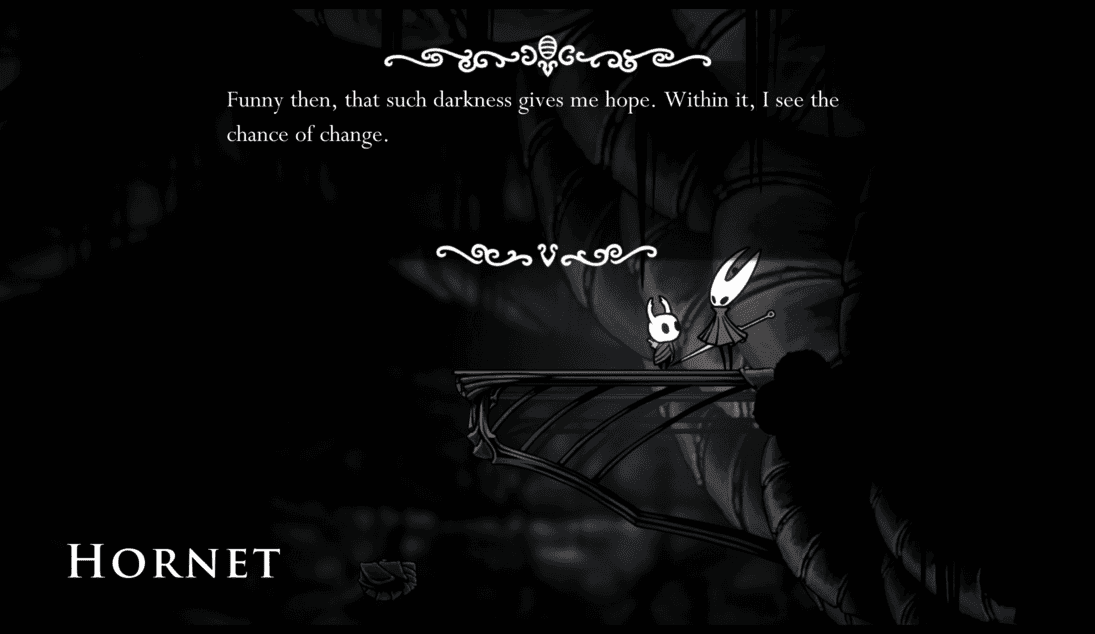 Funny then, that such darkness gives me hope. Within it, I see the
chance of change.
HORNET